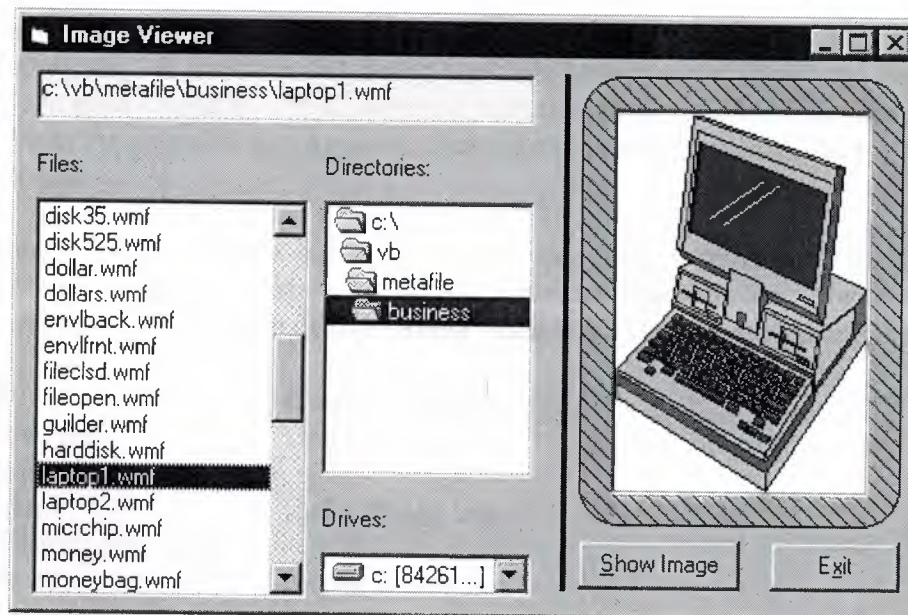 Image Viewer
c:\vb\metafile\business\laptop1.wmf
Files:
disk35.wmf
disk525.wmf
dollar.wmf
dollars.wmf
envlback.wmf
envlfrnt.wmf
fileclsd.wmf
fileopen.wmf
guilder.wmf
harddisk.wmf
laptop1.wmf
laptop2.wmf
micrchip.wmf
money.wmf
moneybag.wmf
Directories:
c:\
vb
metafile
business
Drives:
c: [84261...]
Show Image
Exit